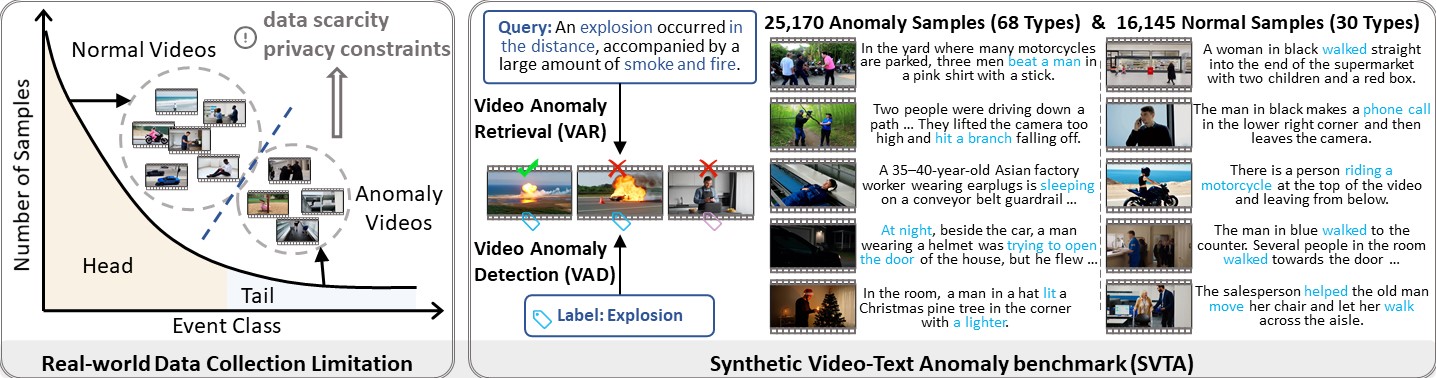 data scarcity
privacy constraints
Normal Videos
Number of Samples
Anomaly
Videos
Head
Tail
Event Class
Real-world Data Collection Limitation
Query: An explosion occurred in
the distance, accompanied by a
large amount of smoke and fire.
Video Anomaly
Retrieval (VAR)
Video Anomaly
Detection (VAD)
Label: Explosion
25,170 Anomaly Samples (68 Types) & 16,145 Normal Samples (30 Types)
In the yard where many motorcycles
are parked, three men beat a man in
a pink shirt with a stick.
Two people were driving down a
path ... They lifted the camera too
high and hit a branch falling off.
A 35–40-year-old Asian factory
worker wearing earplugs is sleeping
on a conveyor belt guardrail ...
At night, beside the car, a man
wearing a helmet was trying to open
the door of the house, but he flew ...
In the room, a man in a hat lit a
Christmas pine tree in the corner
with a lighter.
A woman in black walked straight
into the end of the supermarket
with two children and a red box.
The man in black makes a phone call
in the lower right corner and then
leaves the camera.
There is a person riding a
motorcycle at the top of the video
and leaving from below.
The man in blue walked to the
counter. Several people in the room
walked towards the door ...
The salesperson helped the old man
move her chair and let her walk
across the aisle.
Synthetic Video-Text Anomaly benchmark (SVTA)